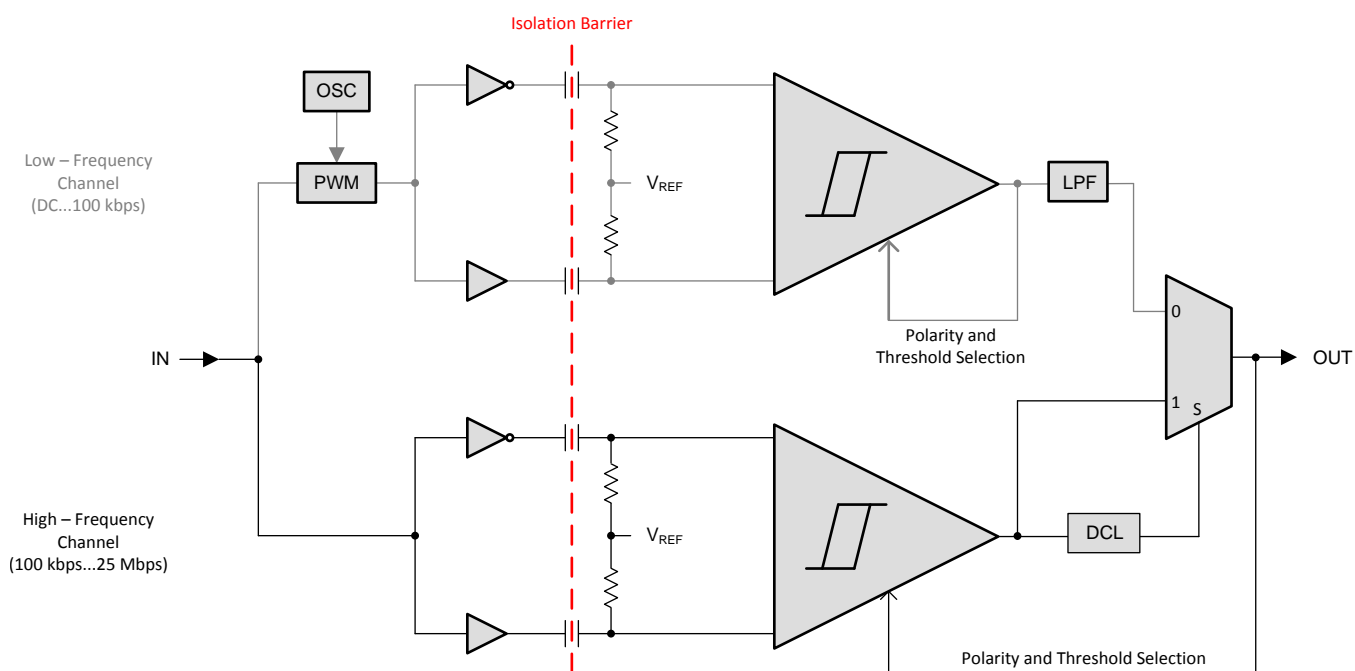 Isolation Barrier
OSC
Low – Frequency
Channel
(DC...100 kbps)
PWM
VREF
LPF
0
Polarity and
Threshold Selection
IN
OUT
1
S
High – Frequency
Channel
(100 kbps...25 Mbps)
VREF
DCL
Polarity and Threshold Selection